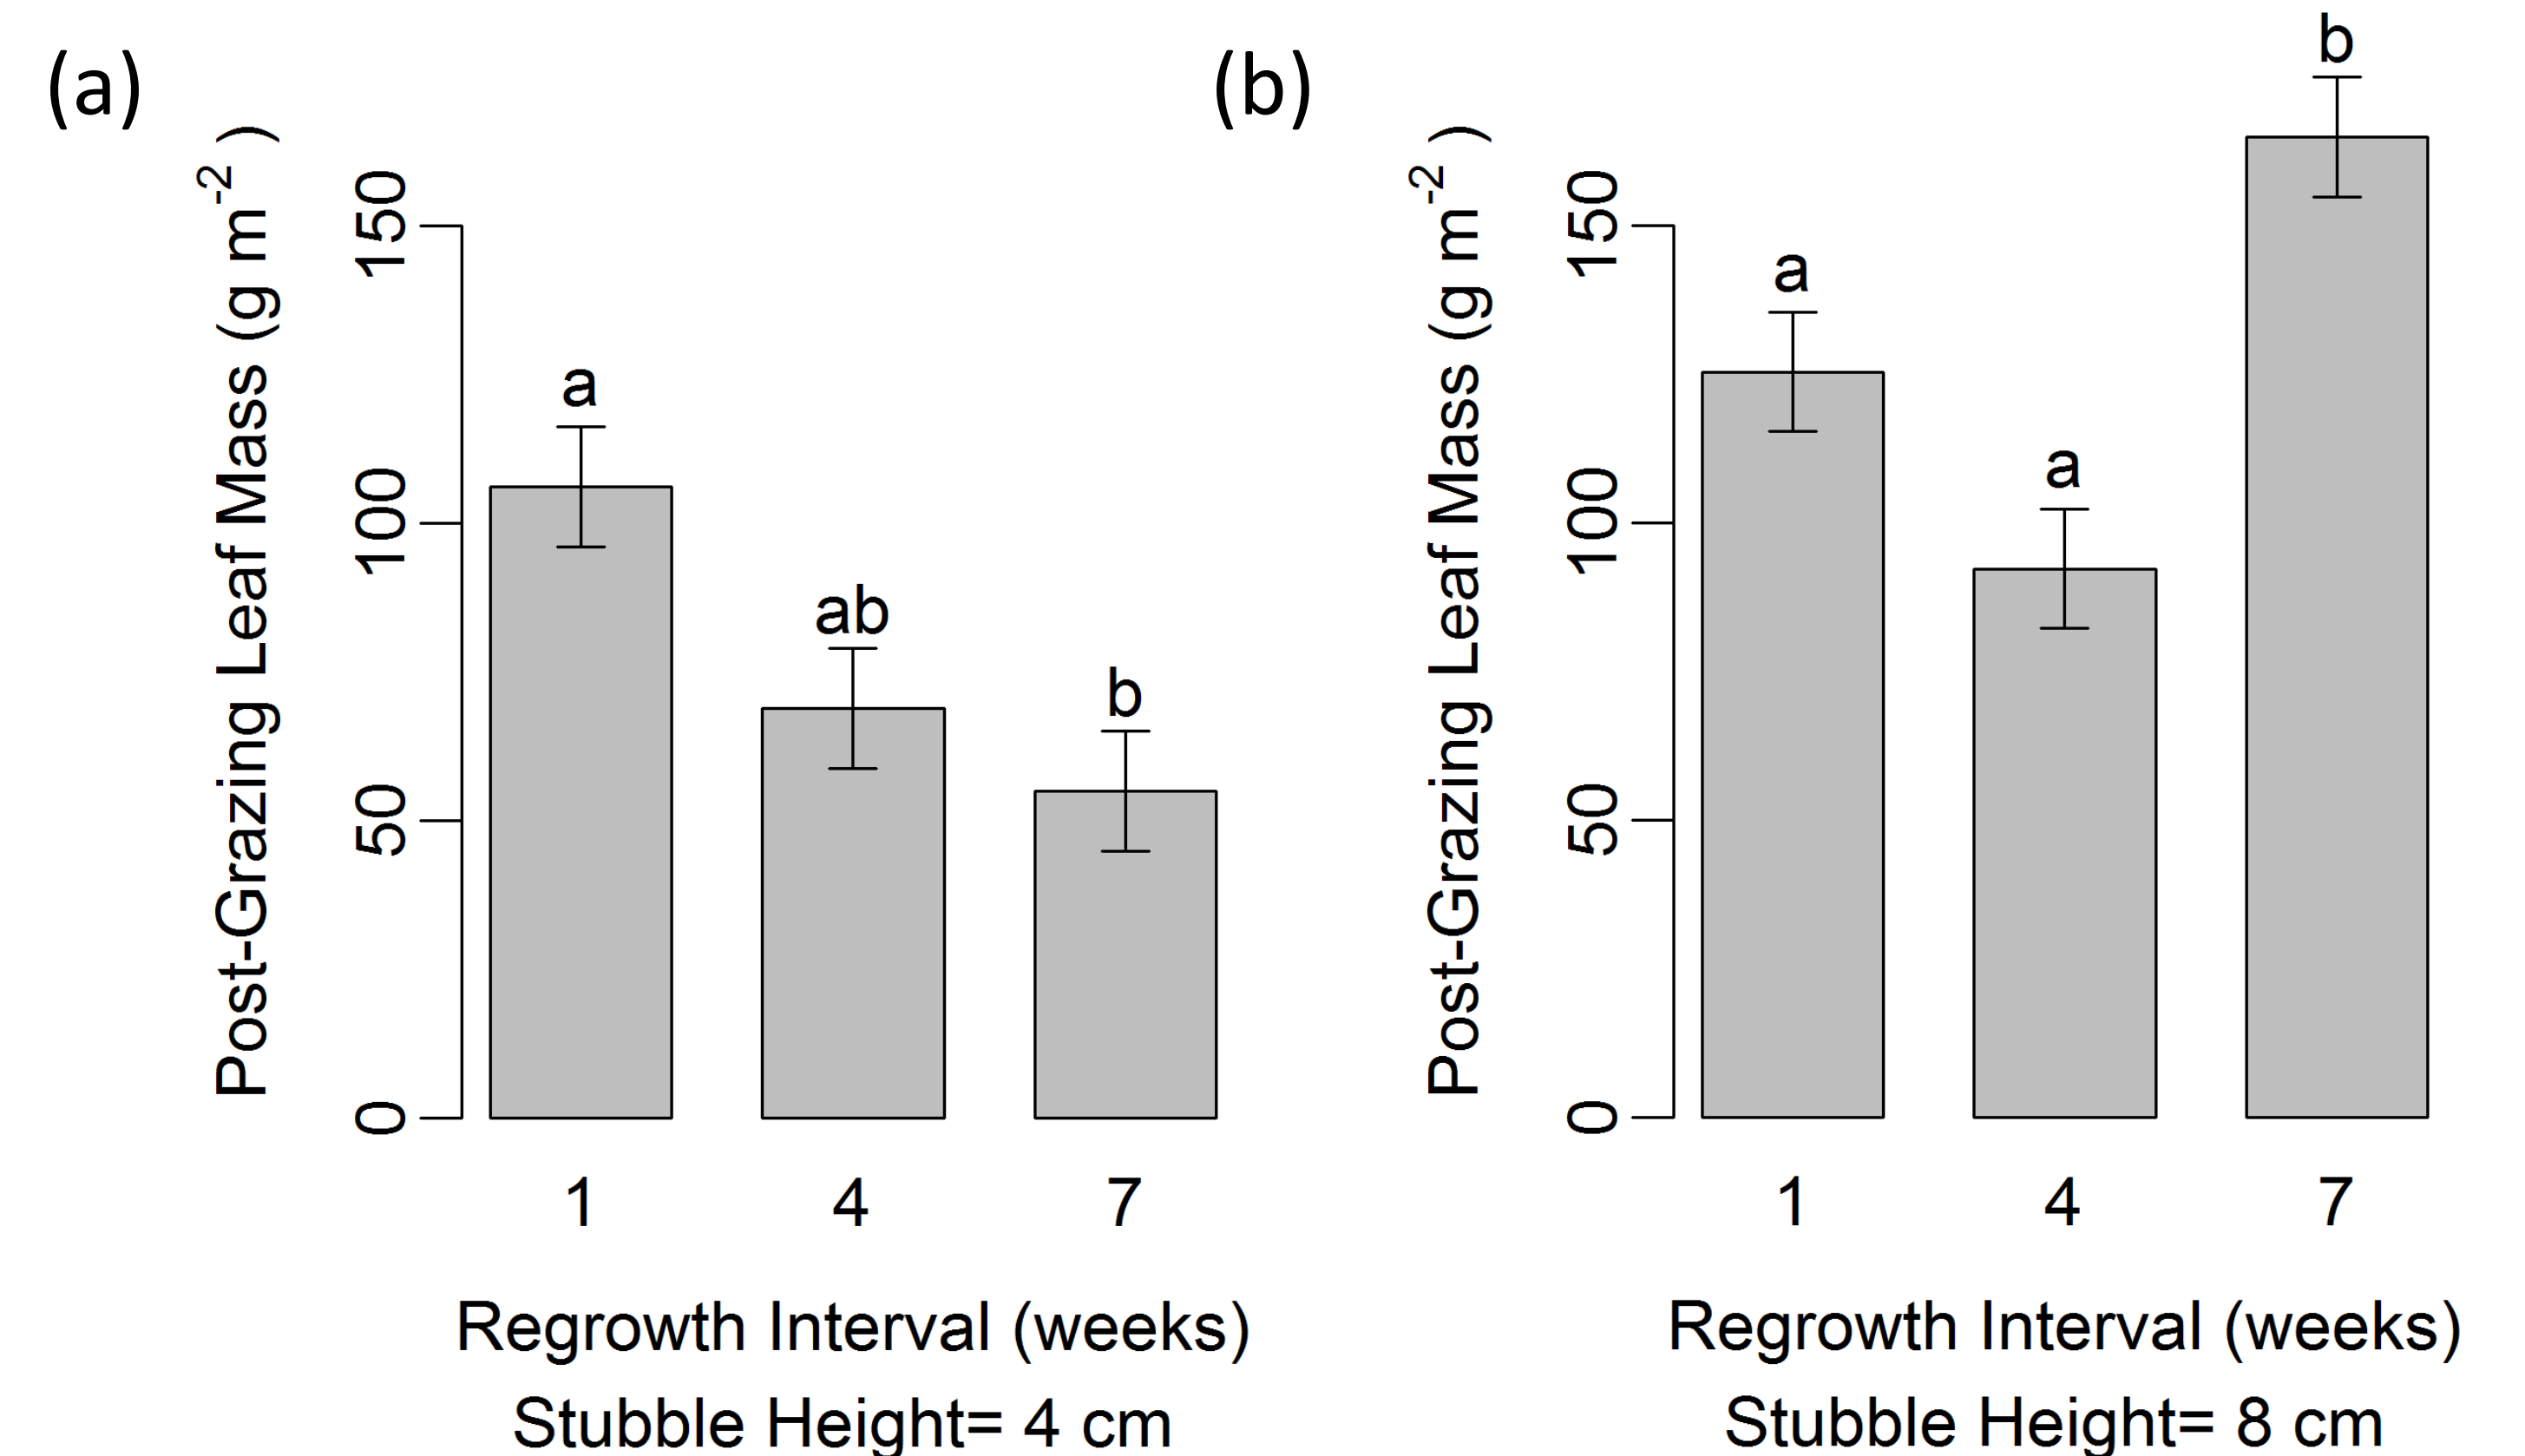 (a)
Post-Grazing Leaf Mass (g m⁻²)
150
100
50
0
a
ab
b
1 4 7
Regrowth Interval (weeks)
Stubble Height= 4 cm
(b)
Post-Grazing Leaf Mass (g m⁻²)
150
100
50
0
a
a
b
1 4 7
Regrowth Interval (weeks)
Stubble Height= 8 cm